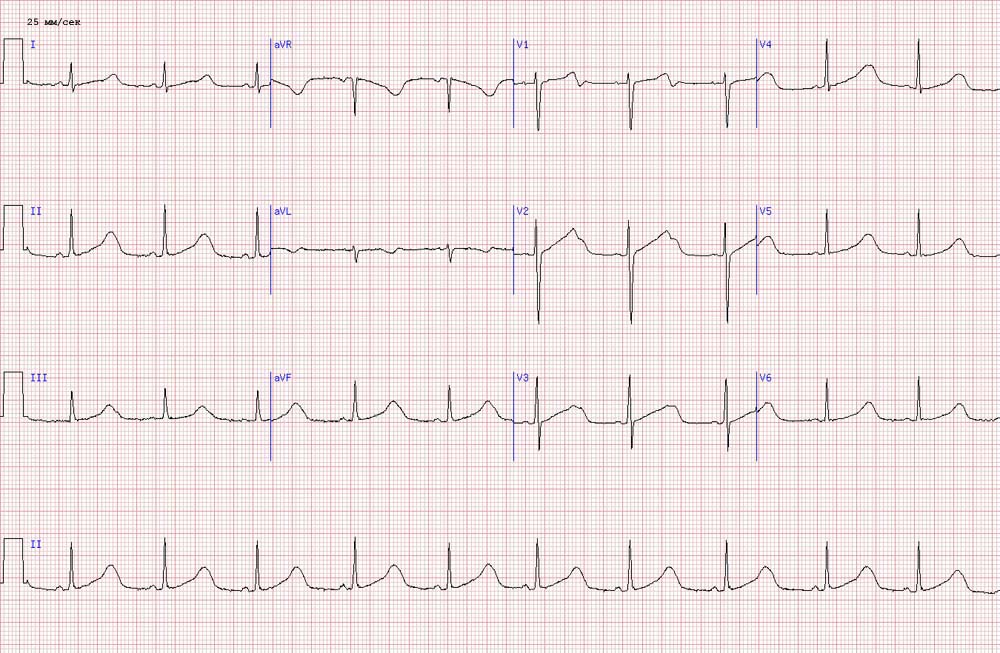 25 мм/сек
I aVR V1 V4
II aVL V2 V5
III aVF V3 V6
II